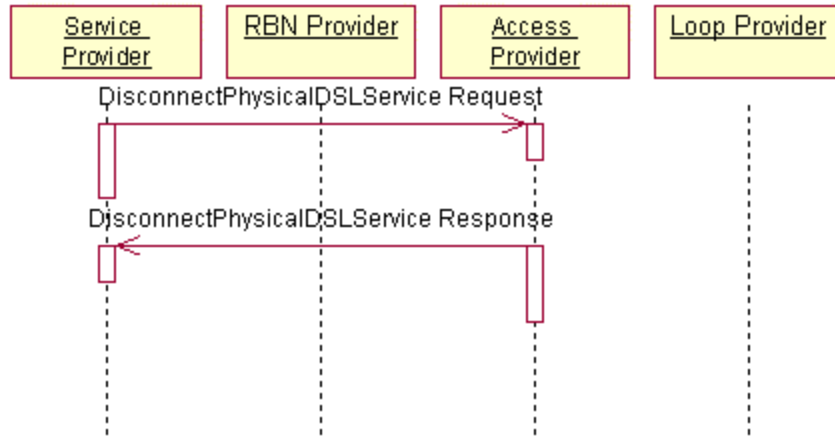 Service
Provider
RBN Provider
Access
Provider
Loop Provider
DisconnectPhysicalDSLService Request
DisconnectPhysicalDSLService Response